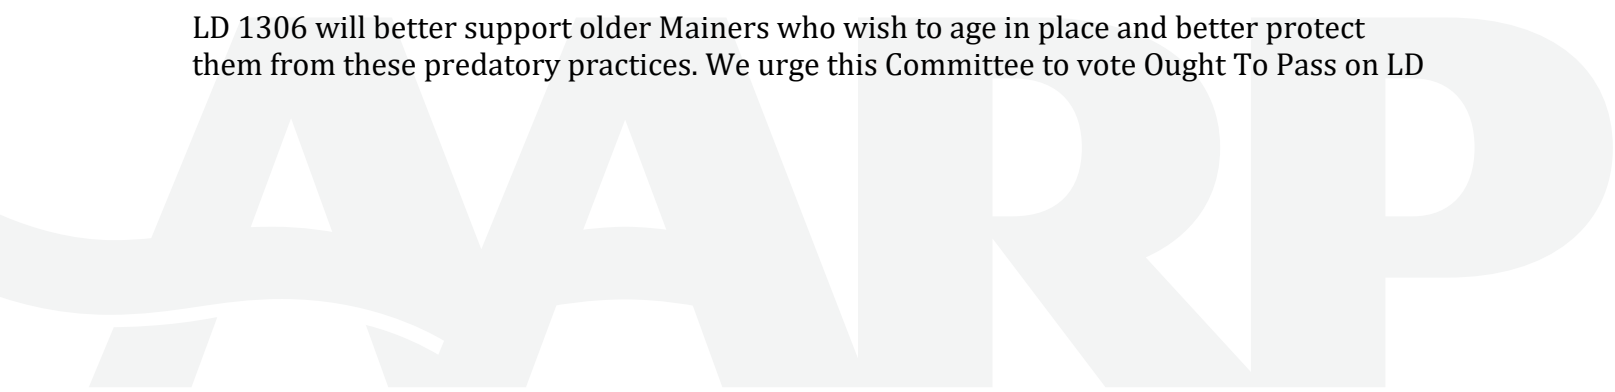 LD 1306 will better support older Mainers who wish to age in place and better protect
them from these predatory practices. We urge this Committee to vote Ought To Pass on LD
AARP